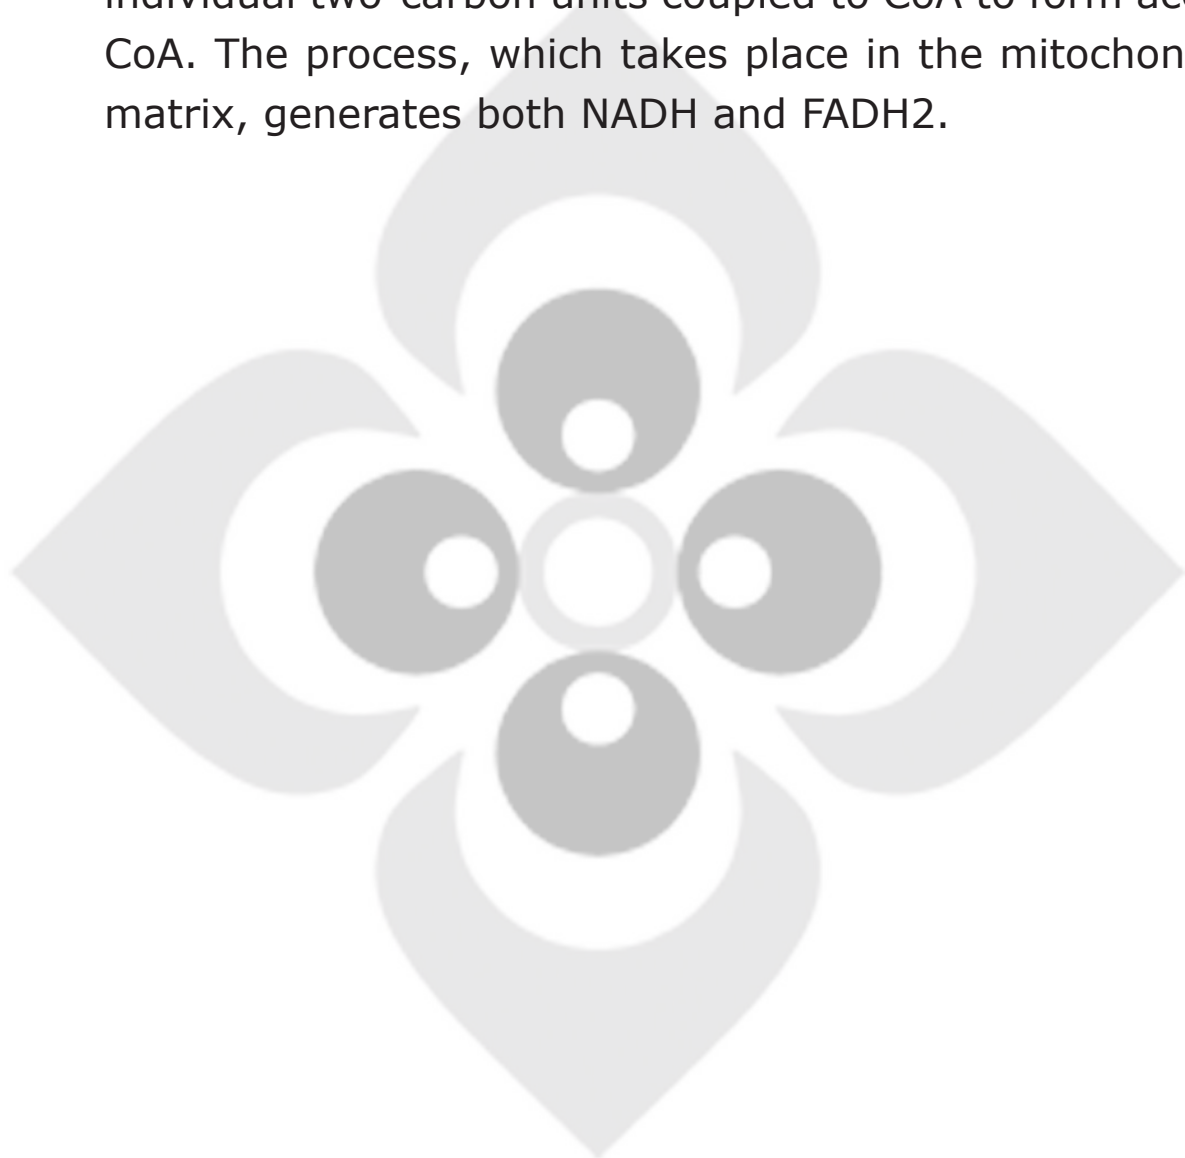 individual two-carbon units coupled to CoA to form
CoA. The process, which takes place in the
matrix, generates both NADH and FADH2.